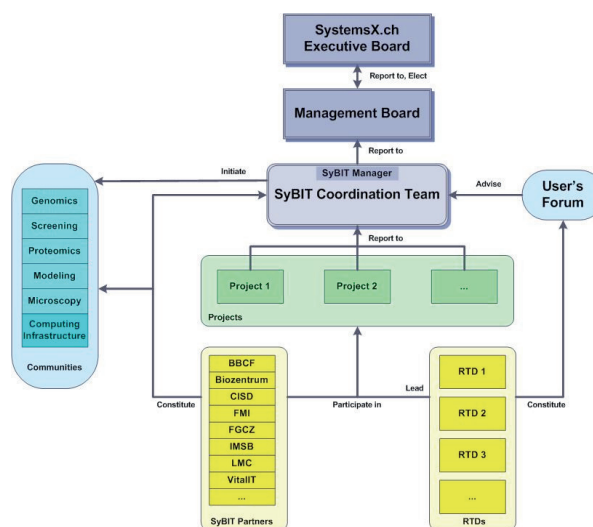 SystemsX.ch
Executive Board
Report to, Elect
Management Board
Report to
SyBIT Manager
SyBIT Coordination Team
Initiate
Advise
User's
Forum
Genomics
Screening
Proteomics
Modeling
Microscopy
Computing
Infrastructure
Communities
Report to
Project 1
Project 2
...
Projects
BBCF
Biozentrum
CISD
FMI
FGCZ
IMSB
LMC
VitalIT
...
SyBIT Partners
Constitute
Participate in
Lead
RTD 1
RTD 2
RTD 3
...
RTDs
Constitute